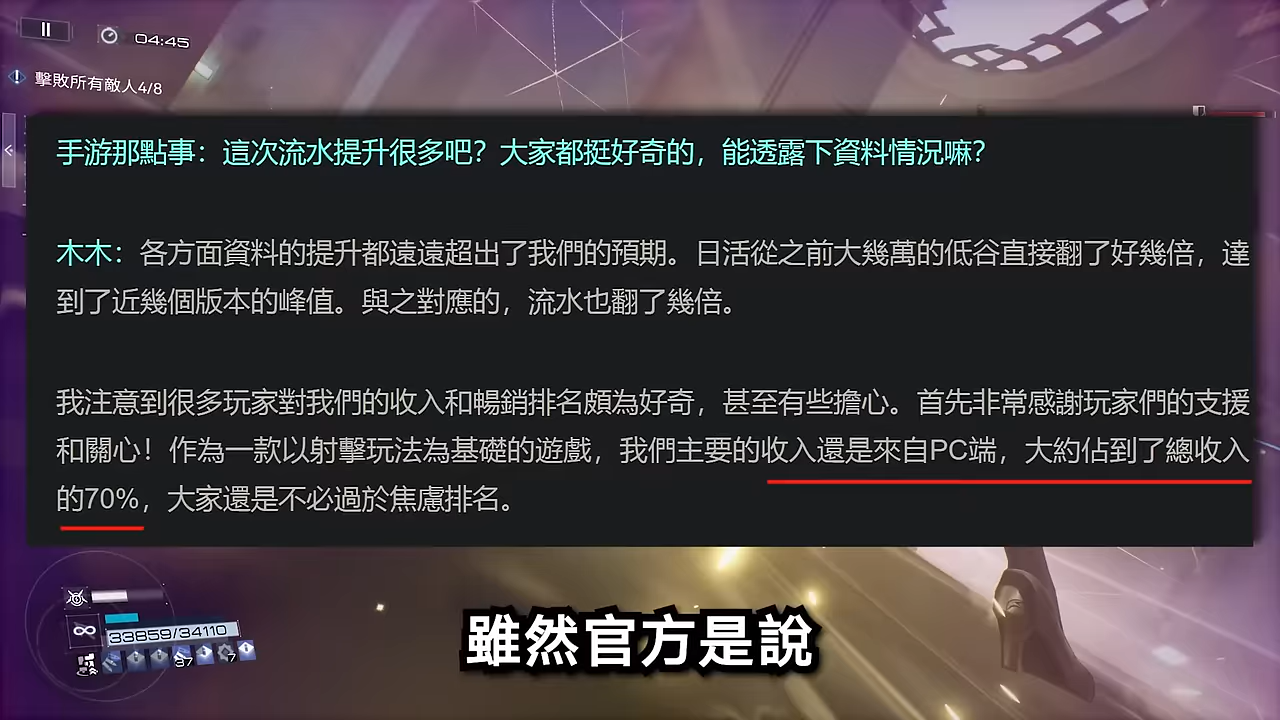 04:45
擊敗所有敵人4/8
手游那點事：這次流水提升很多吧？大家都挺好奇的，能透露下資料情況嘛？
木木：各方面資料的提升都遠遠超出了我們的預期。日活從之前大幾萬的低谷直接翻了好幾倍，達
到了近幾個版本的峰值。與之對應的，流水也翻了幾倍。
我注意到很多玩家對我們的收入和暢銷排名頗為好奇，甚至有些擔心。首先非常感謝玩家們的支援
和關心！作為一款以射擊玩法為基礎的遊戲，我們主要的收入還是來自PC端，大約佔到了總收入
的70%，大家還是不必過於焦慮排名。
33859/34110
37
7
雖然官方是說